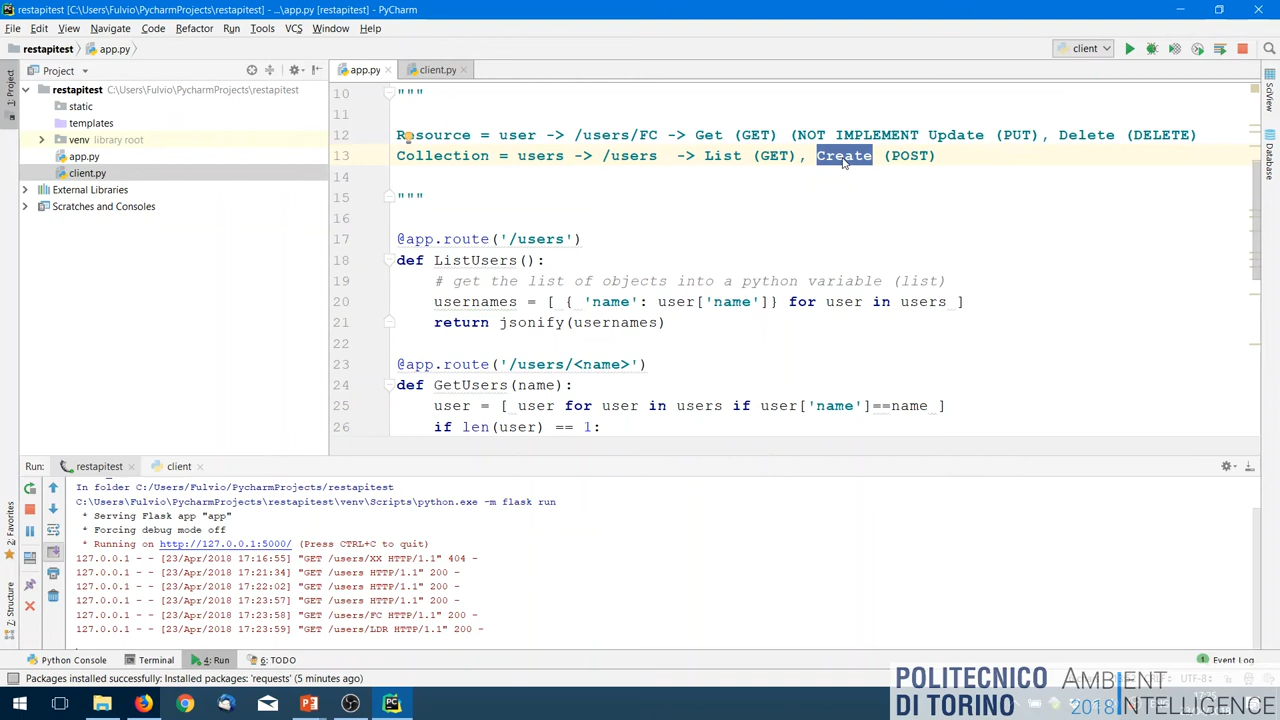 restapitest [C:\Users\Fulvio\PycharmProjects\restapitest] - ...\app.py [restapitest] - PyCharm
File Edit View Navigate Code Refactor Run Tools VCS Window Help
restapitest app.py client
Project app.py client.py
1: Project
restapitest C:\Users\Fulvio\PycharmProjects\restapitest
static
templates
venv library root
app.py
client.py
External Libraries
Scratches and Consoles
10 """
11
12 Resource = user -> /users/FC -> Get (GET) (NOT IMPLEMENT Update (PUT), Delete (DELETE)
13 Collection = users -> /users -> List (GET), Create (POST)
14
15 """
16
17 @app.route('/users')
18 def ListUsers():
19 # get the list of objects into a python variable (list)
20 usernames = [ { 'name': user['name']} for user in users ]
21 return jsonify(usernames)
22
23 @app.route('/users/<name>')
24 def GetUsers(name):
25 user = [ user for user in users if user['name']==name ]
26 if len(user) == 1:
SciView
Database
Run: restapitest client
In folder C:/Users/Fulvio/PycharmProjects/restapitest
C:\Users\Fulvio\PycharmProjects\restapitest\venv\Scripts\python.exe -m flask run
* Serving Flask app "app"
* Forcing debug mode off
* Running on http://127.0.0.1:5000/ (Press CTRL+C to quit)
127.0.0.1 - - [23/Apr/2018 17:16:55] "GET /users/XX HTTP/1.1" 404 -
127.0.0.1 - - [23/Apr/2018 17:21:34] "GET /users HTTP/1.1" 200 -
127.0.0.1 - - [23/Apr/2018 17:22:02] "GET /users HTTP/1.1" 200 -
127.0.0.1 - - [23/Apr/2018 17:23:57] "GET /users HTTP/1.1" 200 -
127.0.0.1 - - [23/Apr/2018 17:23:58] "GET /users/FC HTTP/1.1" 200 -
127.0.0.1 - - [23/Apr/2018 17:23:59] "GET /users/LDR HTTP/1.1" 200 -
2: Favorites
7: Structure
Python Console Terminal 4: Run 6: TODO 1 Event Log
Packages installed successfully: Installed packages: 'requests' (5 minutes ago)
UTF-8
POLITECNICO
DI TORINO
AMBIENT
2018 INTELLIGENCE